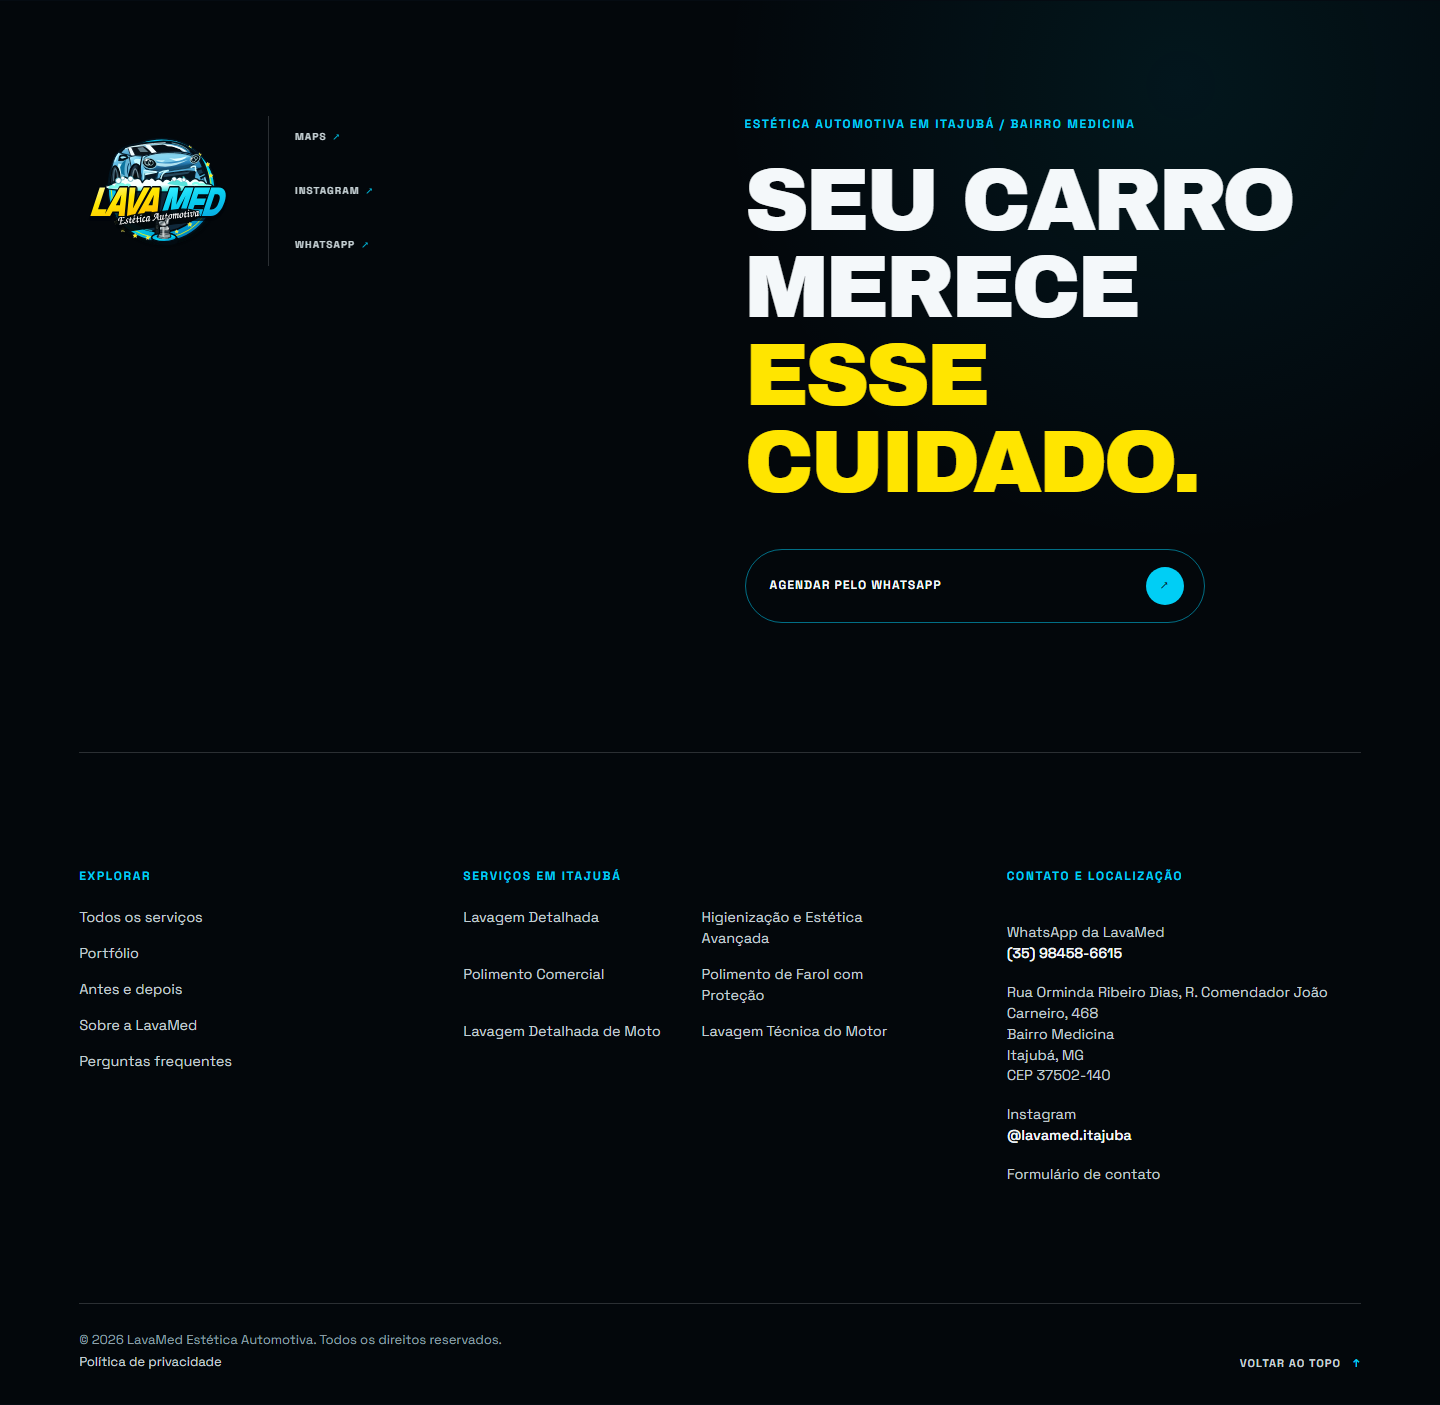 LAVA MED
Estética Automotiva
MAPS ↗
INSTAGRAM ↗
WHATSAPP ↗
ESTÉTICA AUTOMOTIVA EM ITAJUBÁ / BAIRRO MEDICINA
SEU CARRO
MERECE
ESSE
CUIDADO.
AGENDAR PELO WHATSAPP ↗
EXPLORAR
Todos os serviços
Portfólio
Antes e depois
Sobre a LavaMed
Perguntas frequentes
SERVIÇOS EM ITAJUBÁ
Lavagem Detalhada
Higienização e Estética
Avançada
Polimento Comercial
Polimento de Farol com
Proteção
Lavagem Detalhada de Moto
Lavagem Técnica do Motor
CONTATO E LOCALIZAÇÃO
WhatsApp da LavaMed
(35) 98458-6615
Rua Orminda Ribeiro Dias, R. Comendador João
Carneiro, 468
Bairro Medicina
Itajubá, MG
CEP 37502-140
Instagram
@lavamed.itajuba
Formulário de contato
© 2026 LavaMed Estética Automotiva. Todos os direitos reservados.
Política de privacidade
VOLTAR AO TOPO ↑